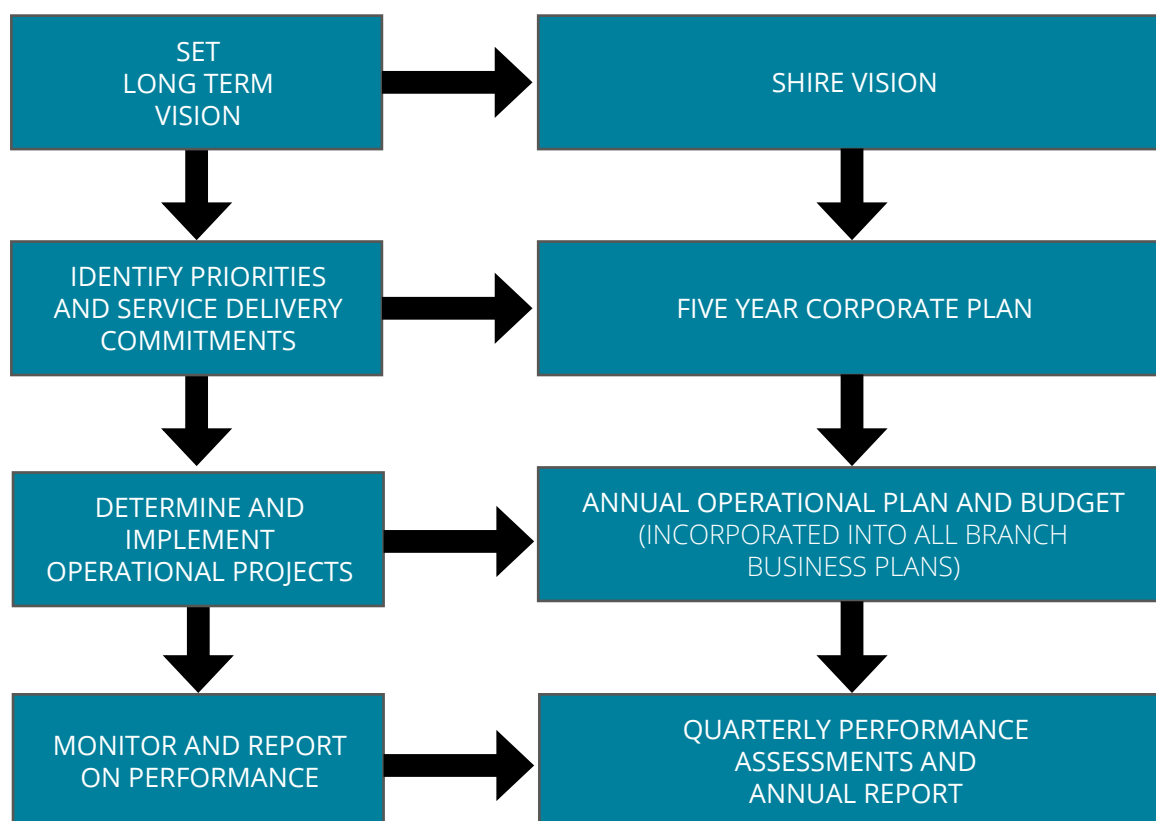 SET
LONG TERM
VISION
SHIRE VISION
IDENTIFY PRIORITIES
AND SERVICE DELIVERY
COMMITMENTS
FIVE YEAR CORPORATE PLAN
DETERMINE AND
IMPLEMENT
OPERATIONAL PROJECTS
ANNUAL OPERATIONAL PLAN AND BUDGET
(INCORPORATED INTO ALL BRANCH
BUSINESS PLANS)
MONITOR AND REPORT
ON PERFORMANCE
QUARTERLY PERFORMANCE
ASSESSMENTS AND
ANNUAL REPORT